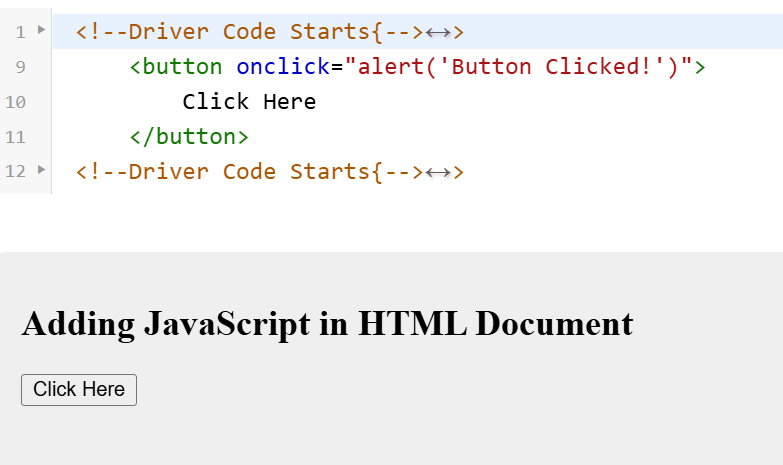 1 <!--Driver Code Starts{-->↔>
9 <button onclick="alert('Button Clicked!')">
10 Click Here
11 </button>
12 <!--Driver Code Starts{-->↔>
Adding JavaScript in HTML Document
Click Here